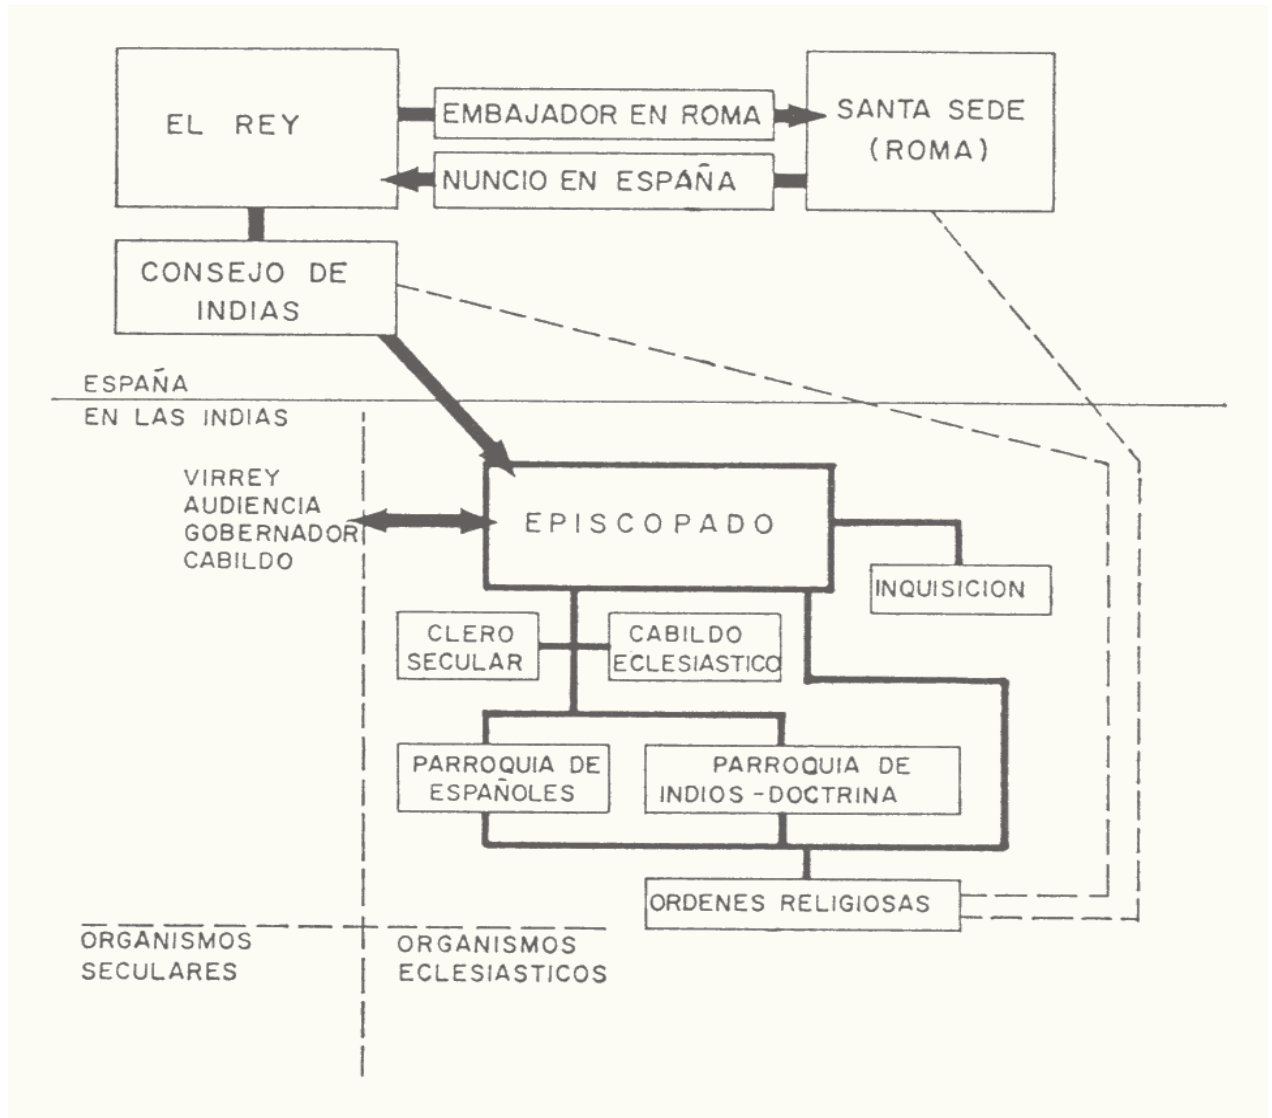 EL REY
EMBAJADOR EN ROMA
NUNCIO EN ESPAÑA
SANTA SEDE
(ROMA)
CONSEJO DE
INDIAS
ESPAÑA
EN LAS INDIAS
VIRREY
AUDIENCIA
GOBERNADOR
CABILDO
EPISCOPADO
INQUISICION
CLERO
SECULAR
CABILDO
ECLESIASTICO
PARROQUIA DE
ESPAÑOLES
PARROQUIA DE
INDIOS-DOCTRINA
ORDENES RELIGIOSAS
ORGANISMOS
SECULARES
ORGANISMOS
ECLESIASTICOS